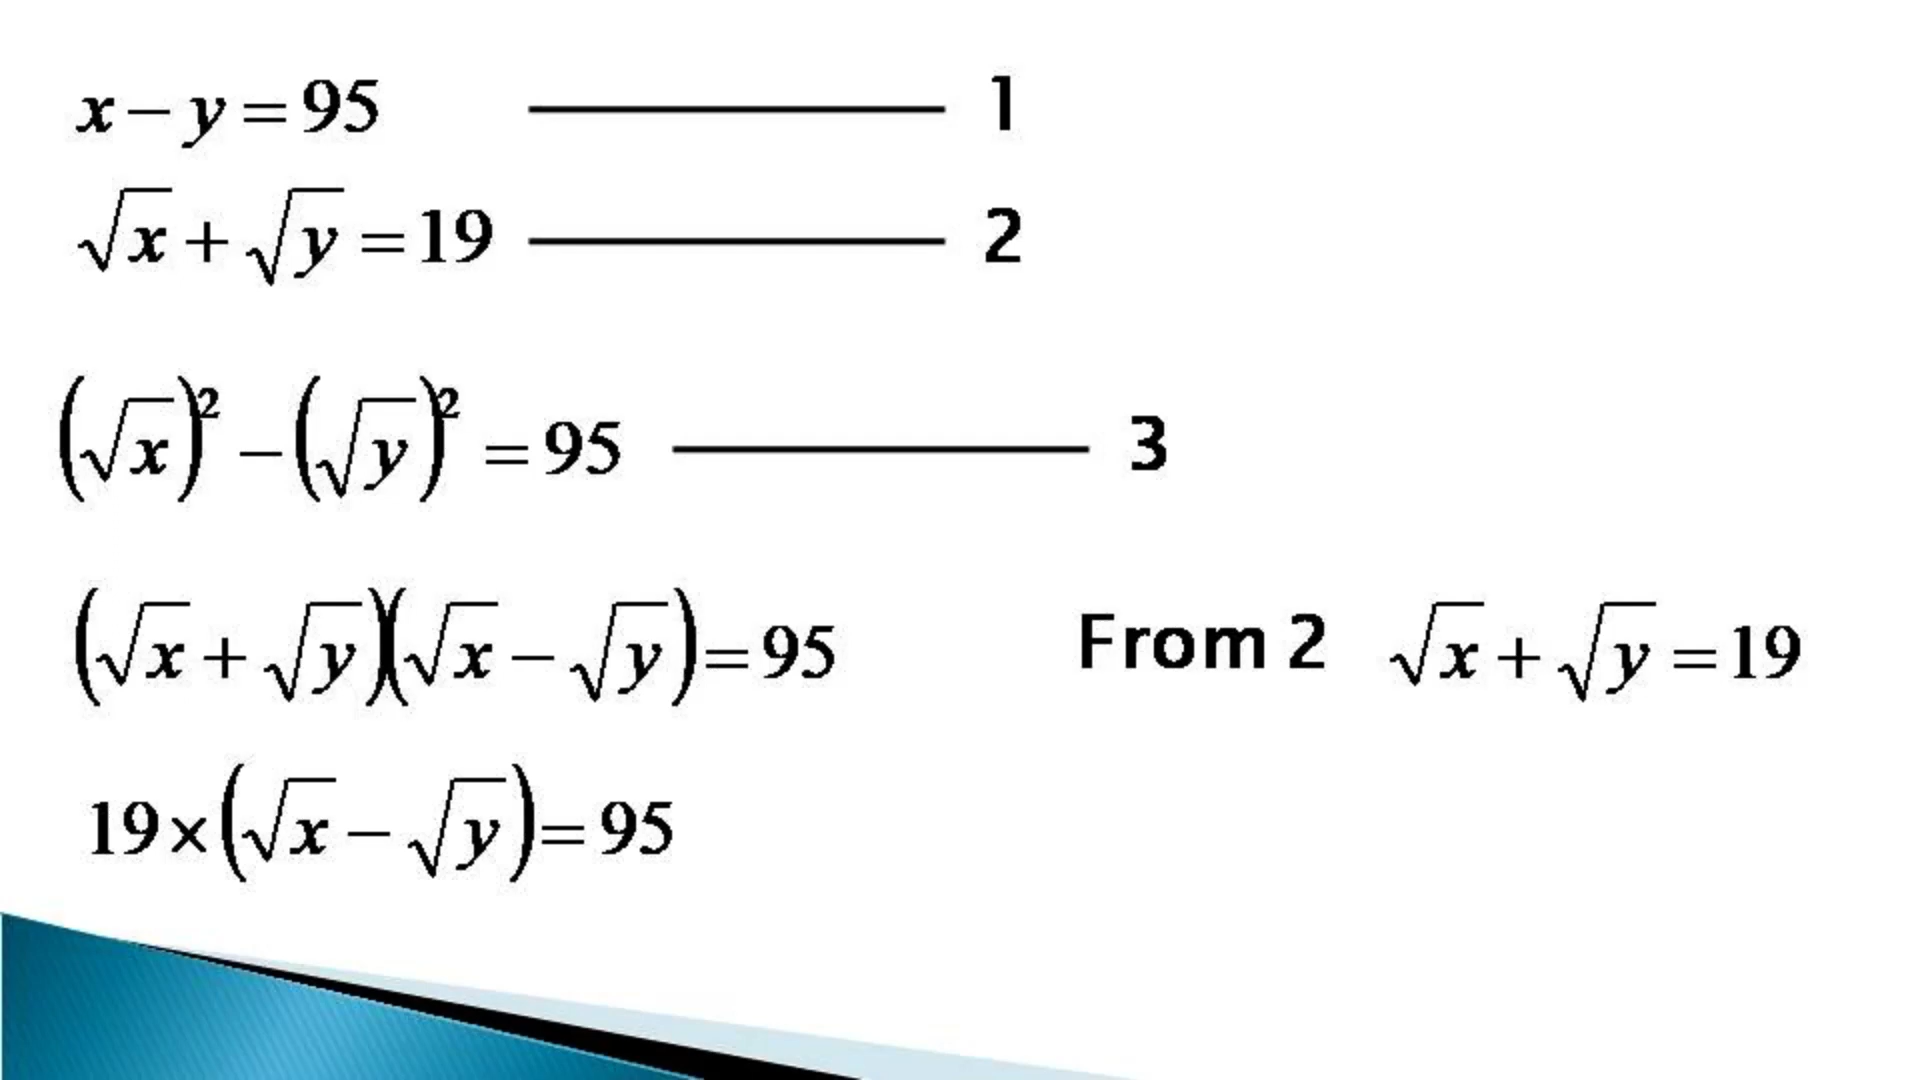 x − y = 95 1
√x + √y = 19 2
(√x)² − (√y)² = 95 3
(√x + √y)(√x − √y) = 95 From 2 √x + √y = 19
19 × (√x − √y) = 95